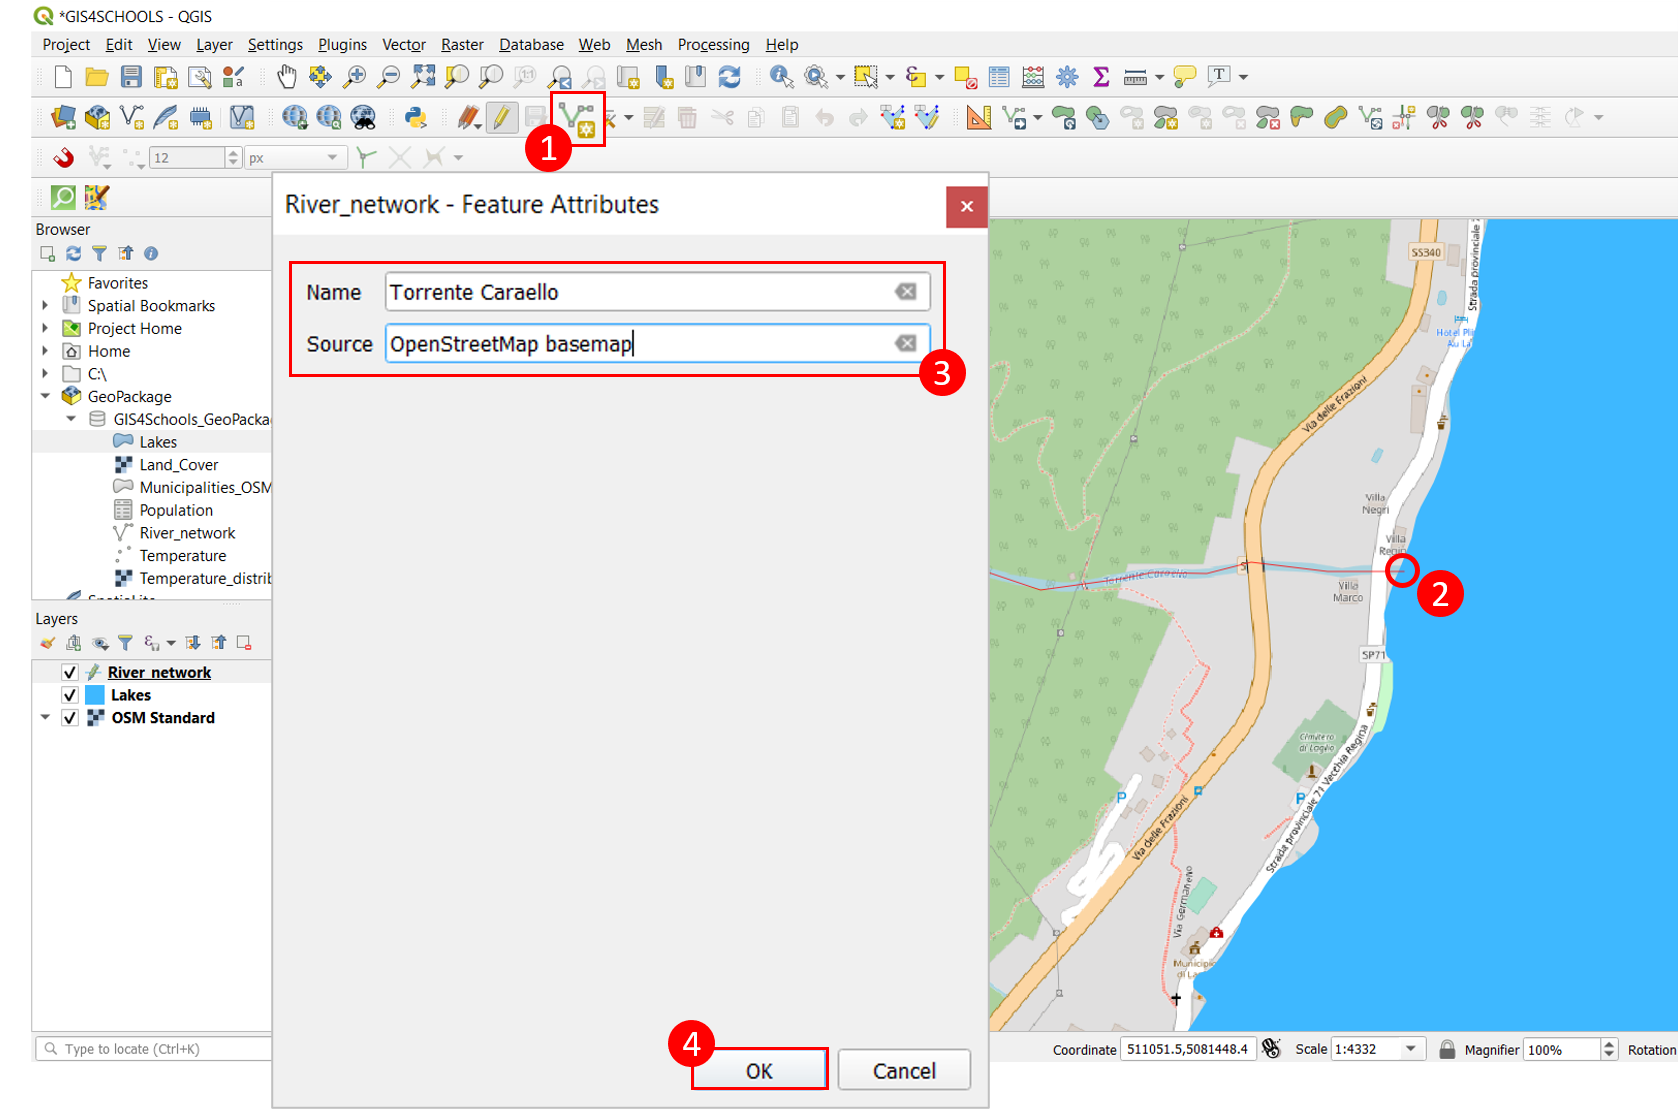 *GIS4SCHOOLS - QGIS
Project Edit View Layer Settings Plugins Vector Raster Database Web Mesh Processing Help
1
12
px
River_network - Feature Attributes
Name Torrente Caraello
Source OpenStreetMap basemap
3
4
OK
Cancel
Browser
Favorites
Spatial Bookmarks
Project Home
Home
C:\
GeoPackage
GIS4Schools_GeoPacka
Lakes
Land_Cover
Municipalities_OSM
Population
River_network
Temperature
Temperature_distrib
SpatiaLite
Layers
River_network
Lakes
OSM Standard
Type to locate (Ctrl+K)
SS340
Strada provinciale
Hotel Pli
Au La
Via delle Frazioni
Villa
Negri
Villa
Torrente
2
Villa
Marco
SP71
Cimitero
di Laglio
Strada provinciale 71 Vecchia Regina
P
P
Via delle Frazioni
Via Germanello
Municipio
di La
Coordinate 511051.5,5081448.4
Scale 1:4332
Magnifier 100%
Rotation